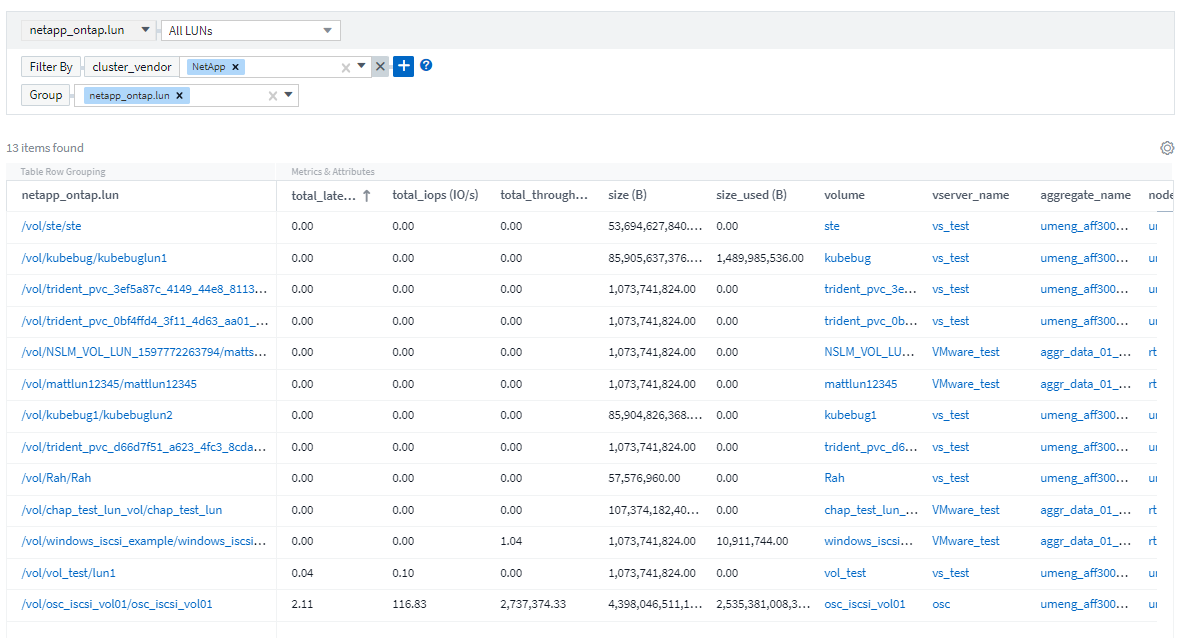 netapp_ontap.lun All LUNs
Filter By cluster_vendor NetApp
Group netapp_ontap.lun
13 items found
Table Row Grouping Metrics & Attributes
netapp_ontap.lun total_late... total_iops (IO/s) total_through... size (B) size_used (B) volume vserver_name aggregate_name node
/vol/ste/ste 0.00 0.00 0.00 53,694,627,840.... 0.00 ste vs_test umeng_aff300...
/vol/kubebug/kubebuglun1 0.00 0.00 0.00 85,905,637,376.... 1,489,985,536.00 kubebug vs_test umeng_aff300...
/vol/trident_pvc_3ef5a87c_4149_44e8_8113... 0.00 0.00 0.00 1,073,741,824.00 0.00 trident_pvc_3e... vs_test umeng_aff300...
/vol/trident_pvc_0bf4ffd4_3f11_4d63_aa01_... 0.00 0.00 0.00 1,073,741,824.00 0.00 trident_pvc_0b... vs_test umeng_aff300...
/vol/NSLM_VOL_LUN_1597772263794/matts... 0.00 0.00 0.00 1,073,741,824.00 0.00 NSLM_VOL_LU... VMware_test aggr_data_01_... rt
/vol/mattlun12345/mattlun12345 0.00 0.00 0.00 1,073,741,824.00 0.00 mattlun12345 VMware_test aggr_data_01_... rt
/vol/kubebug1/kubebuglun2 0.00 0.00 0.00 85,904,826,368.... 0.00 kubebug1 vs_test umeng_aff300...
/vol/trident_pvc_d66d7f51_a623_4fc3_8cda... 0.00 0.00 0.00 1,073,741,824.00 0.00 trident_pvc_d6... vs_test umeng_aff300...
/vol/Rah/Rah 0.00 0.00 0.00 57,576,960.00 0.00 Rah vs_test umeng_aff300...
/vol/chap_test_lun_vol/chap_test_lun 0.00 0.00 0.00 107,374,182,40... 0.00 chap_test_lun_... VMware_test aggr_data_01_... rt
/vol/windows_iscsi_example/windows_iscsi... 0.00 0.00 1.04 1,073,741,824.00 10,911,744.00 windows_iscsi... VMware_test aggr_data_01_... rt
/vol/vol_test/lun1 0.04 0.10 0.00 1,073,741,824.00 0.00 vol_test vs_test umeng_aff300...
/vol/osc_iscsi_vol01/osc_iscsi_vol01 2.11 116.83 2,737,374.33 4,398,046,511,1... 2,535,381,008,3... osc_iscsi_vol01 osc umeng_aff300...